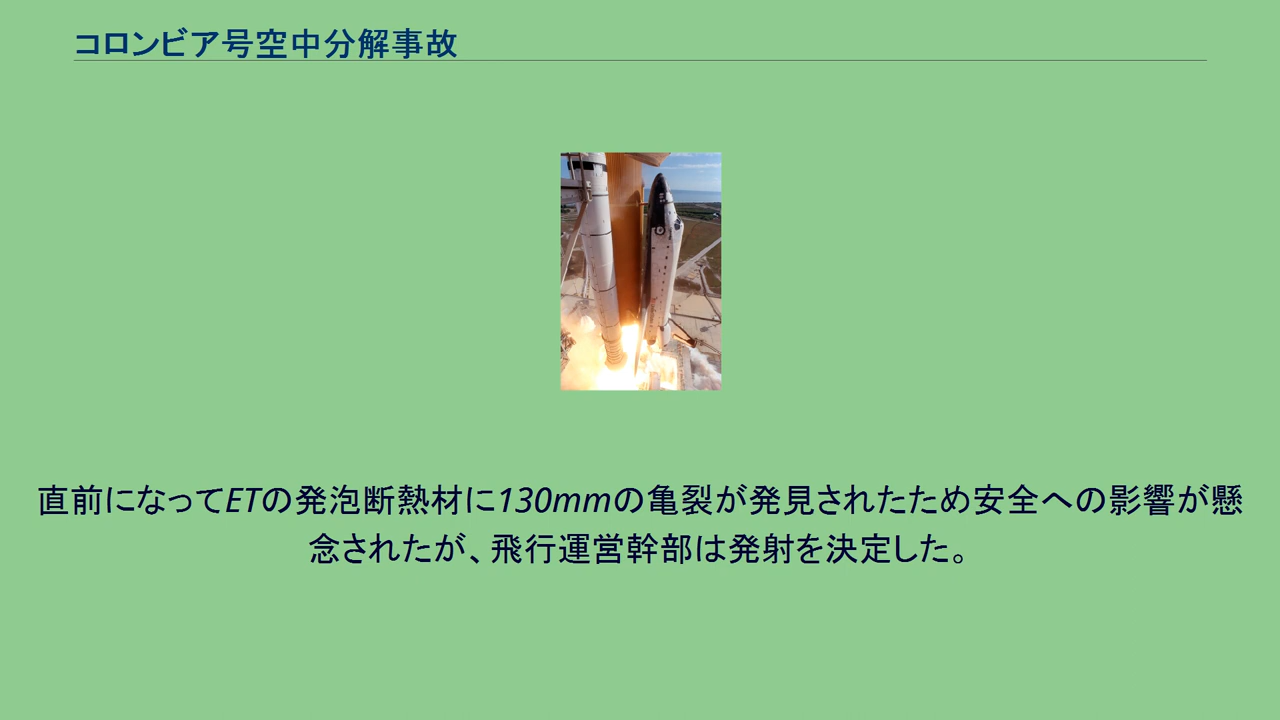 コロンビア号空中分解事故
直前になってETの発泡断熱材に130mmの亀裂が発見されたため安全への影響が懸
念されたが、飛行運営幹部は発射を決定した。